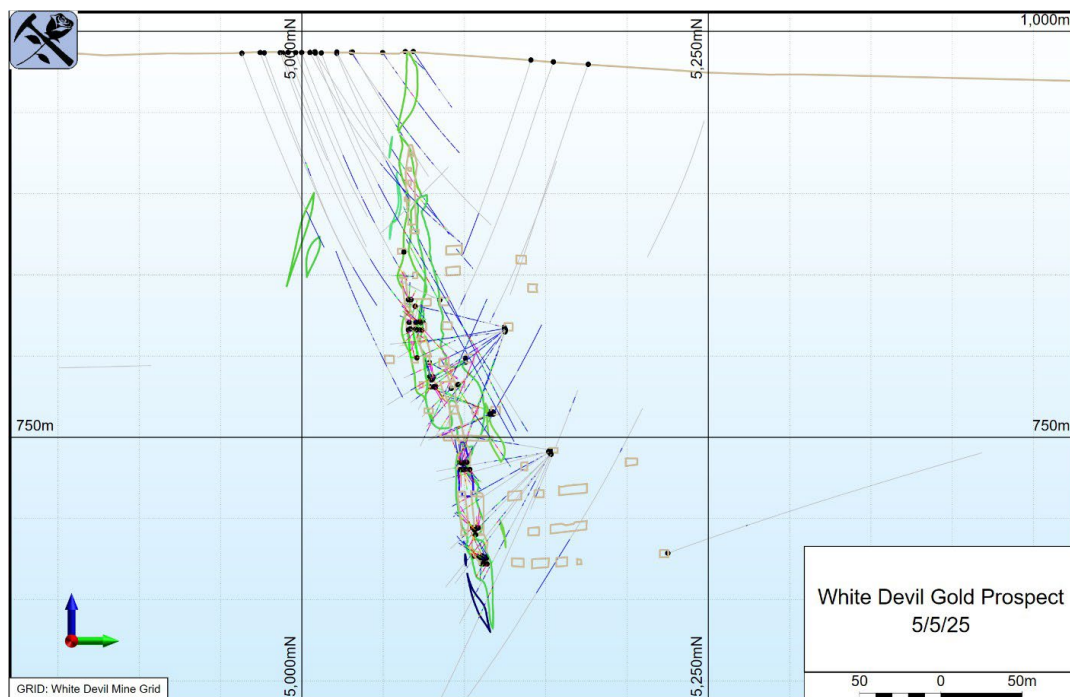 1,000m
5,000mN
5,250mN
750m
750m
5,000mN
5,250mN
White Devil Gold Prospect
5/5/25
GRID: White Devil Mine Grid
50 0 50m